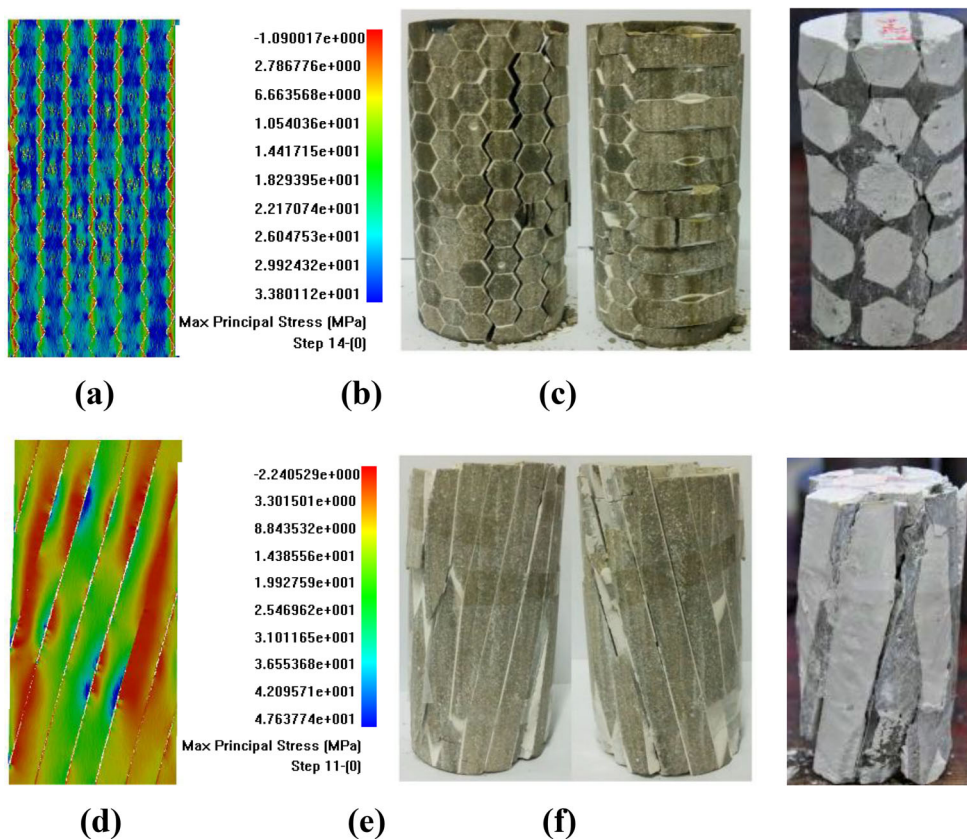 -1.090017e+000
2.786776e+000
6.663568e+000
1.054036e+001
1.441715e+001
1.829395e+001
2.217074e+001
2.604753e+001
2.992432e+001
3.380112e+001
Max Principal Stress (MPa)
Step 14-(0)
(a)
(b)
(c)
-2.240529e+000
3.301501e+000
8.843532e+000
1.438556e+001
1.992759e+001
2.546962e+001
3.101165e+001
3.655368e+001
4.209571e+001
4.763774e+001
Max Principal Stress (MPa)
Step 11-(0)
(d)
(e)
(f)